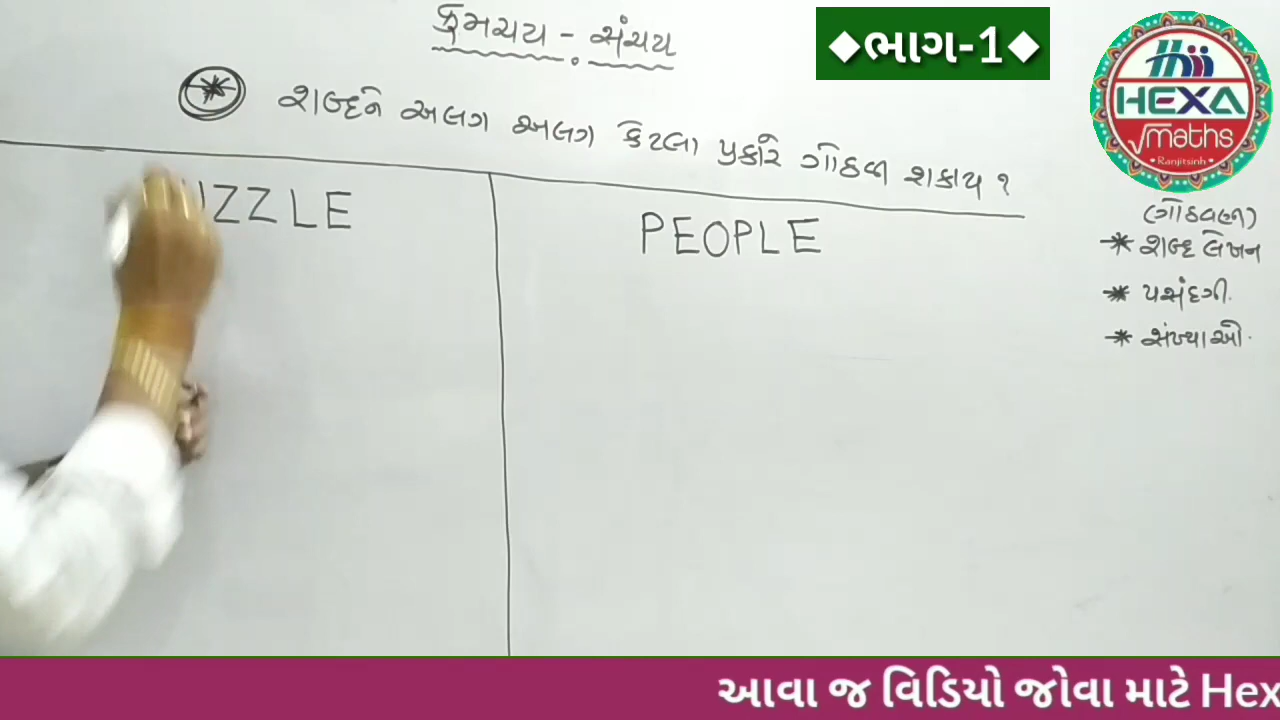 ક્રમચય - સંચય
◆ભાગ-1◆
HEXA
√maths
Ranjitsinh
શબ્દને અલગ અલગ કેટલા પ્રકારે ગોઠવી શકાય ?
UZZLE
PEOPLE
(ગોઠવણ)
* શબ્દ લેખન
* પસંદગી.
* સંખ્યાઓ.
આવા જ વિડિયો જોવા માટે Hex